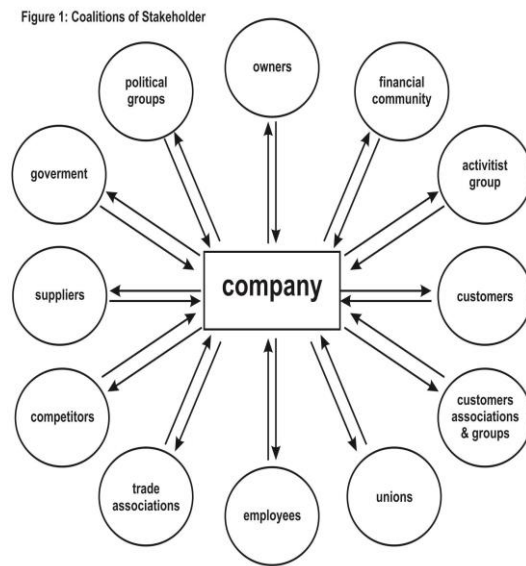 Figure 1: Coalitions of Stakeholder
owners
political
groups
financial
community
goverment
activitist
group
suppliers
company
customers
competitors
customers
associations
& groups
trade
associations
employees
unions